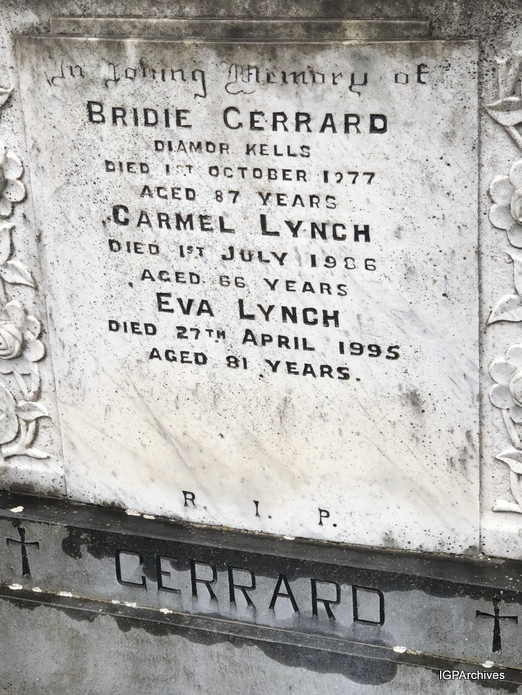 In Loving Memory of
BRIDIE GERRARD
DIAMOR KELLS
DIED 1ST OCTOBER 1977
AGED 87 YEARS
CARMEL LYNCH
DIED 1ST JULY 1986
AGED 66 YEARS
EVA LYNCH
DIED 27TH APRIL 1995
AGED 81 YEARS.
R. I. P.
GERRARD
IGPArchives